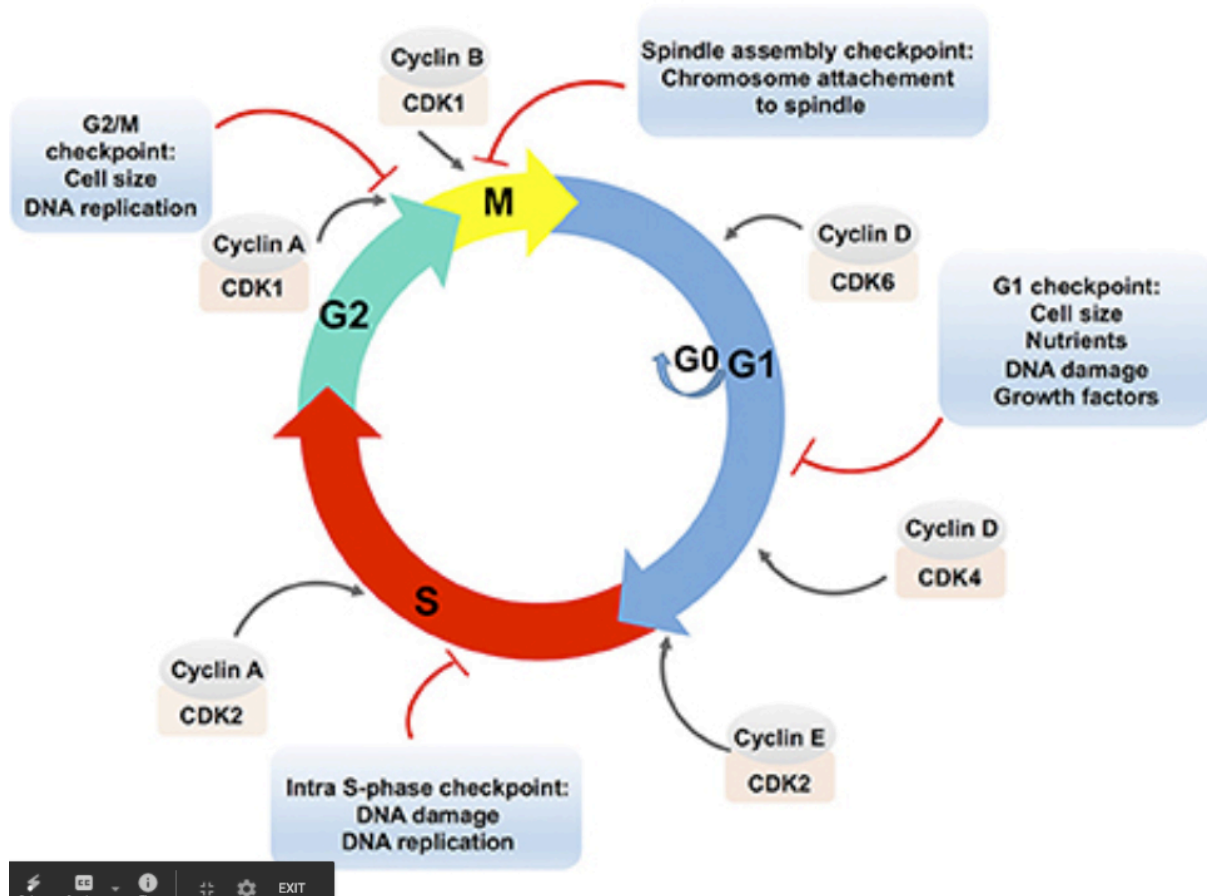 Cyclin B
CDK1
Spindle assembly checkpoint:
Chromosome attachement
to spindle
G2/M
checkpoint:
Cell size
DNA replication
M
Cyclin A
CDK1
Cyclin D
CDK6
G2
G1 checkpoint:
Cell size
Nutrients
DNA damage
Growth factors
G0 G1
Cyclin D
CDK4
S
Cyclin A
CDK2
Cyclin E
CDK2
Intra S-phase checkpoint:
DNA damage
DNA replication
CC
EXIT